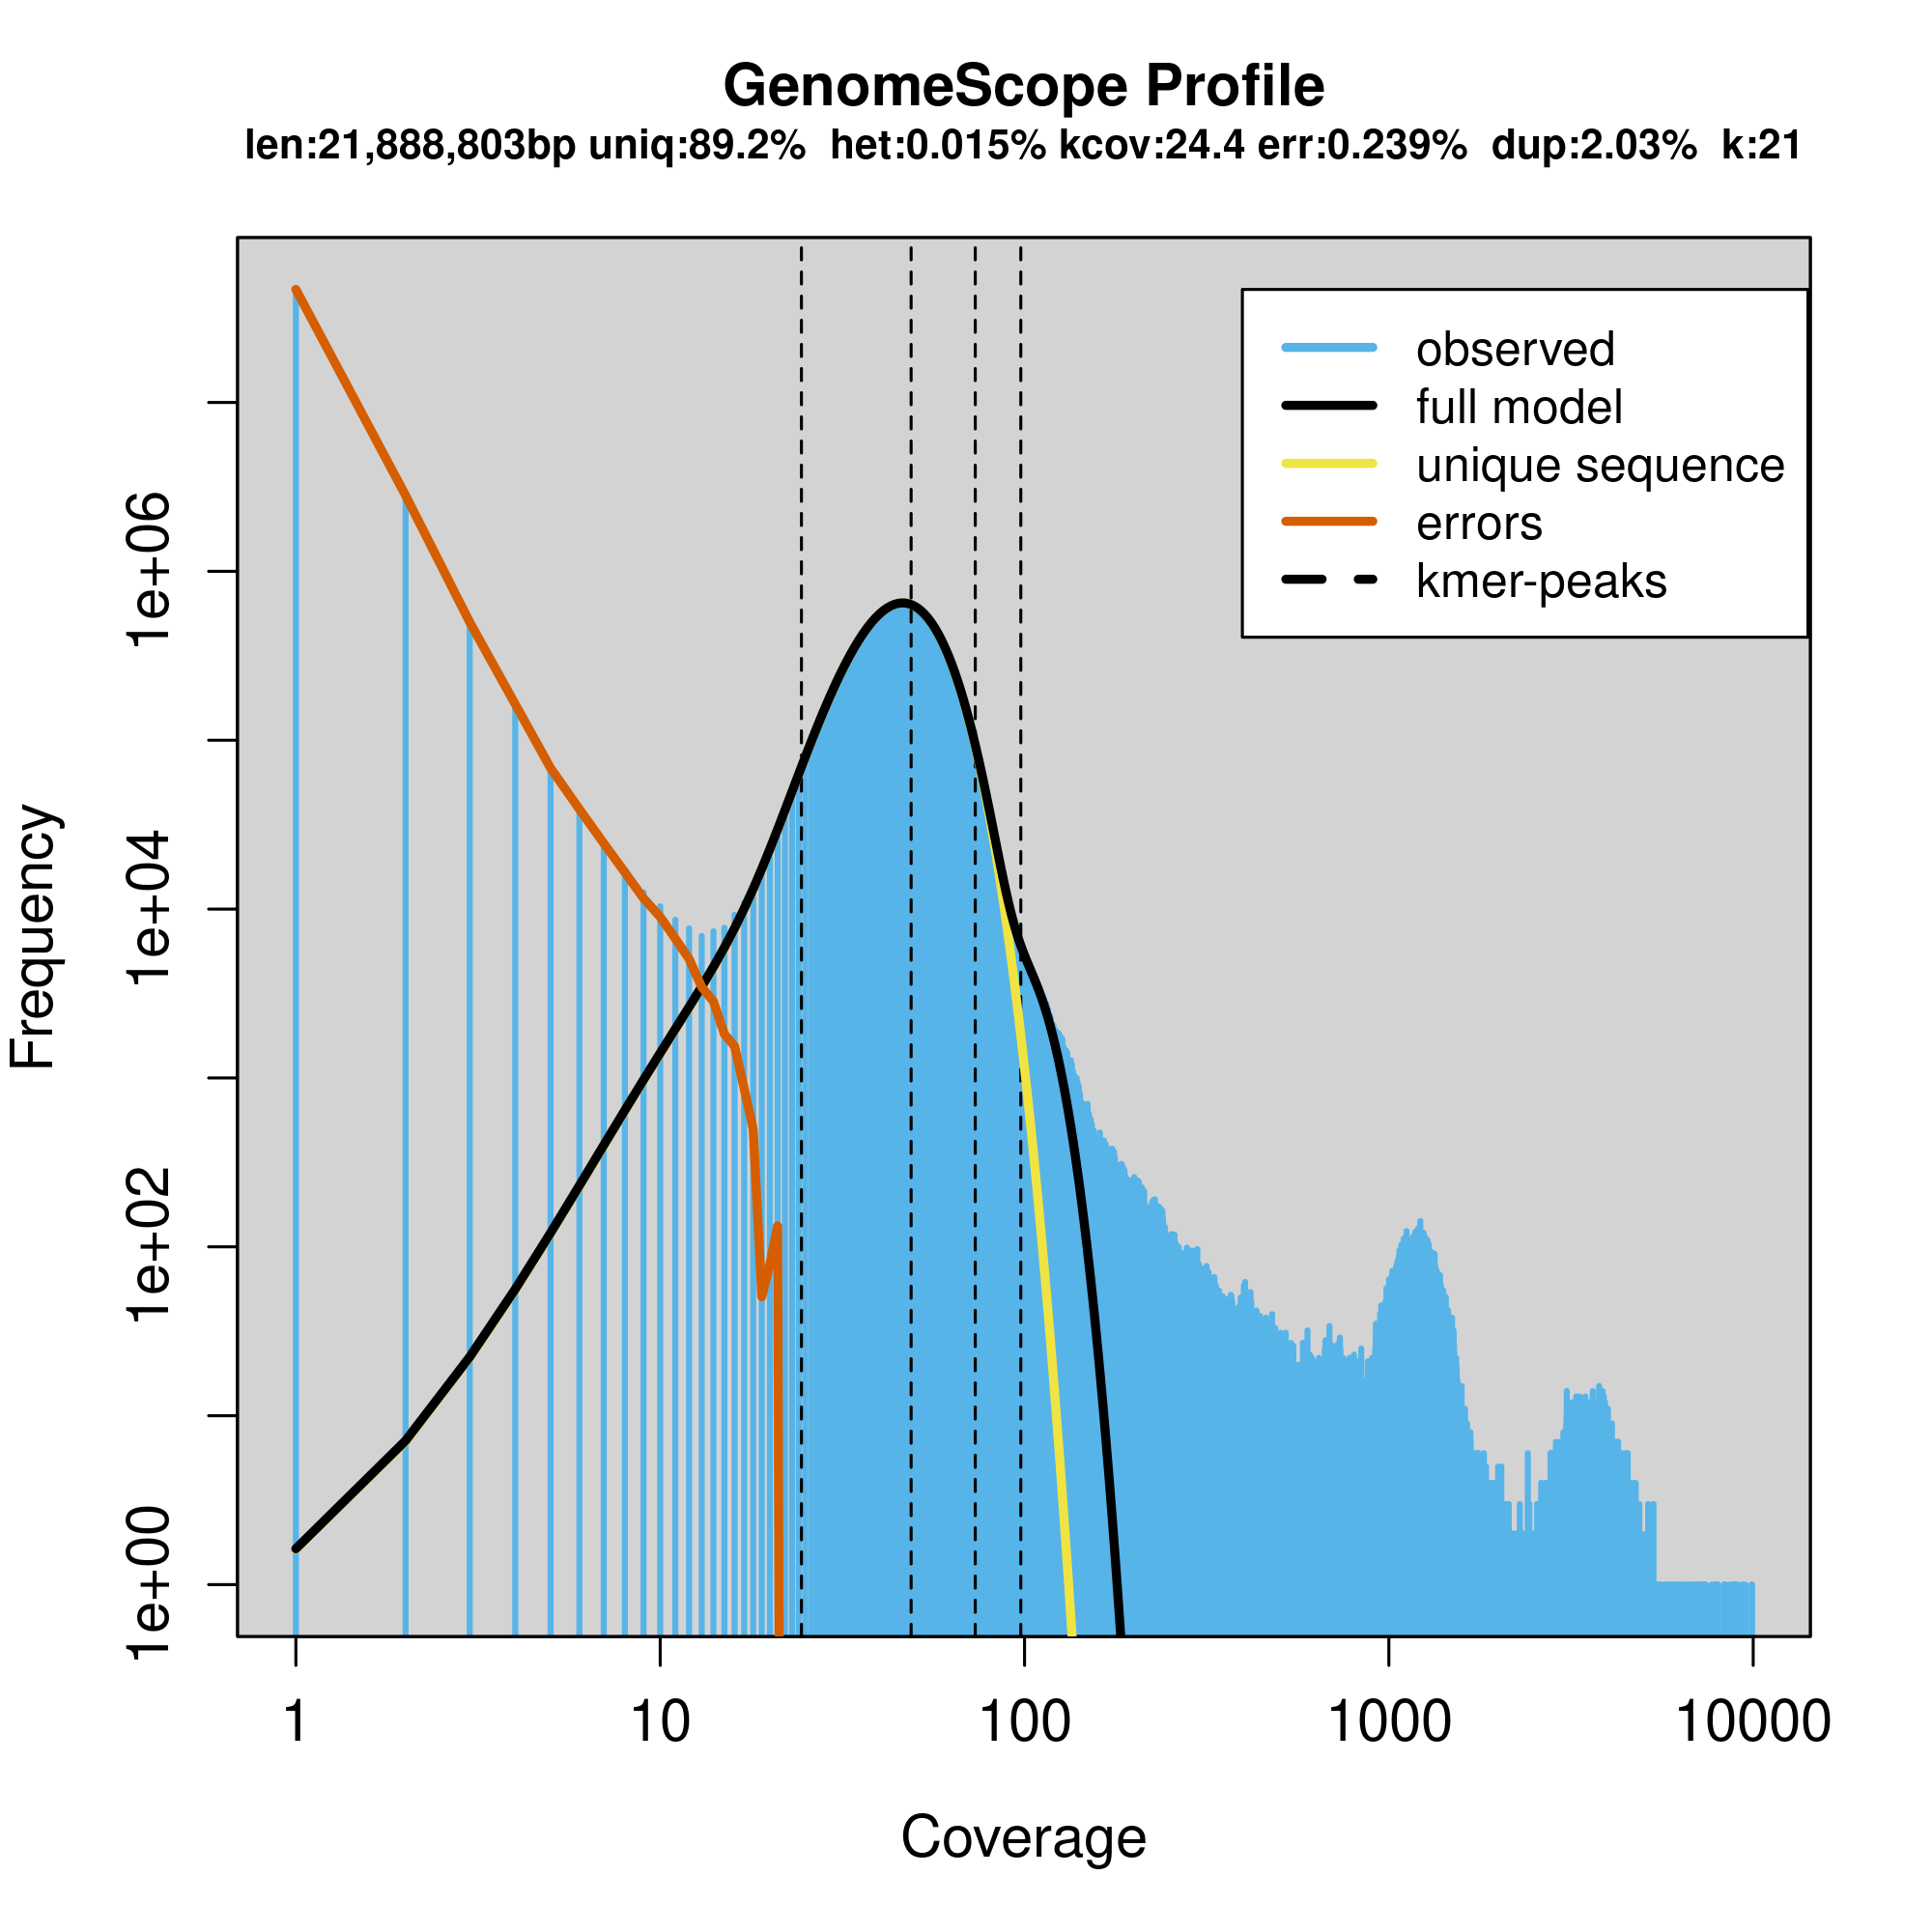 GenomeScope Profile
len:21,888,803bp uniq:89.2% het:0.015% kcov:24.4 err:0.239% dup:2.03% k:21
observed
full model
unique sequence
errors
kmer-peaks
Frequency
1e+06
1e+04
1e+02
1e+00
1 10 100 1000 10000
Coverage